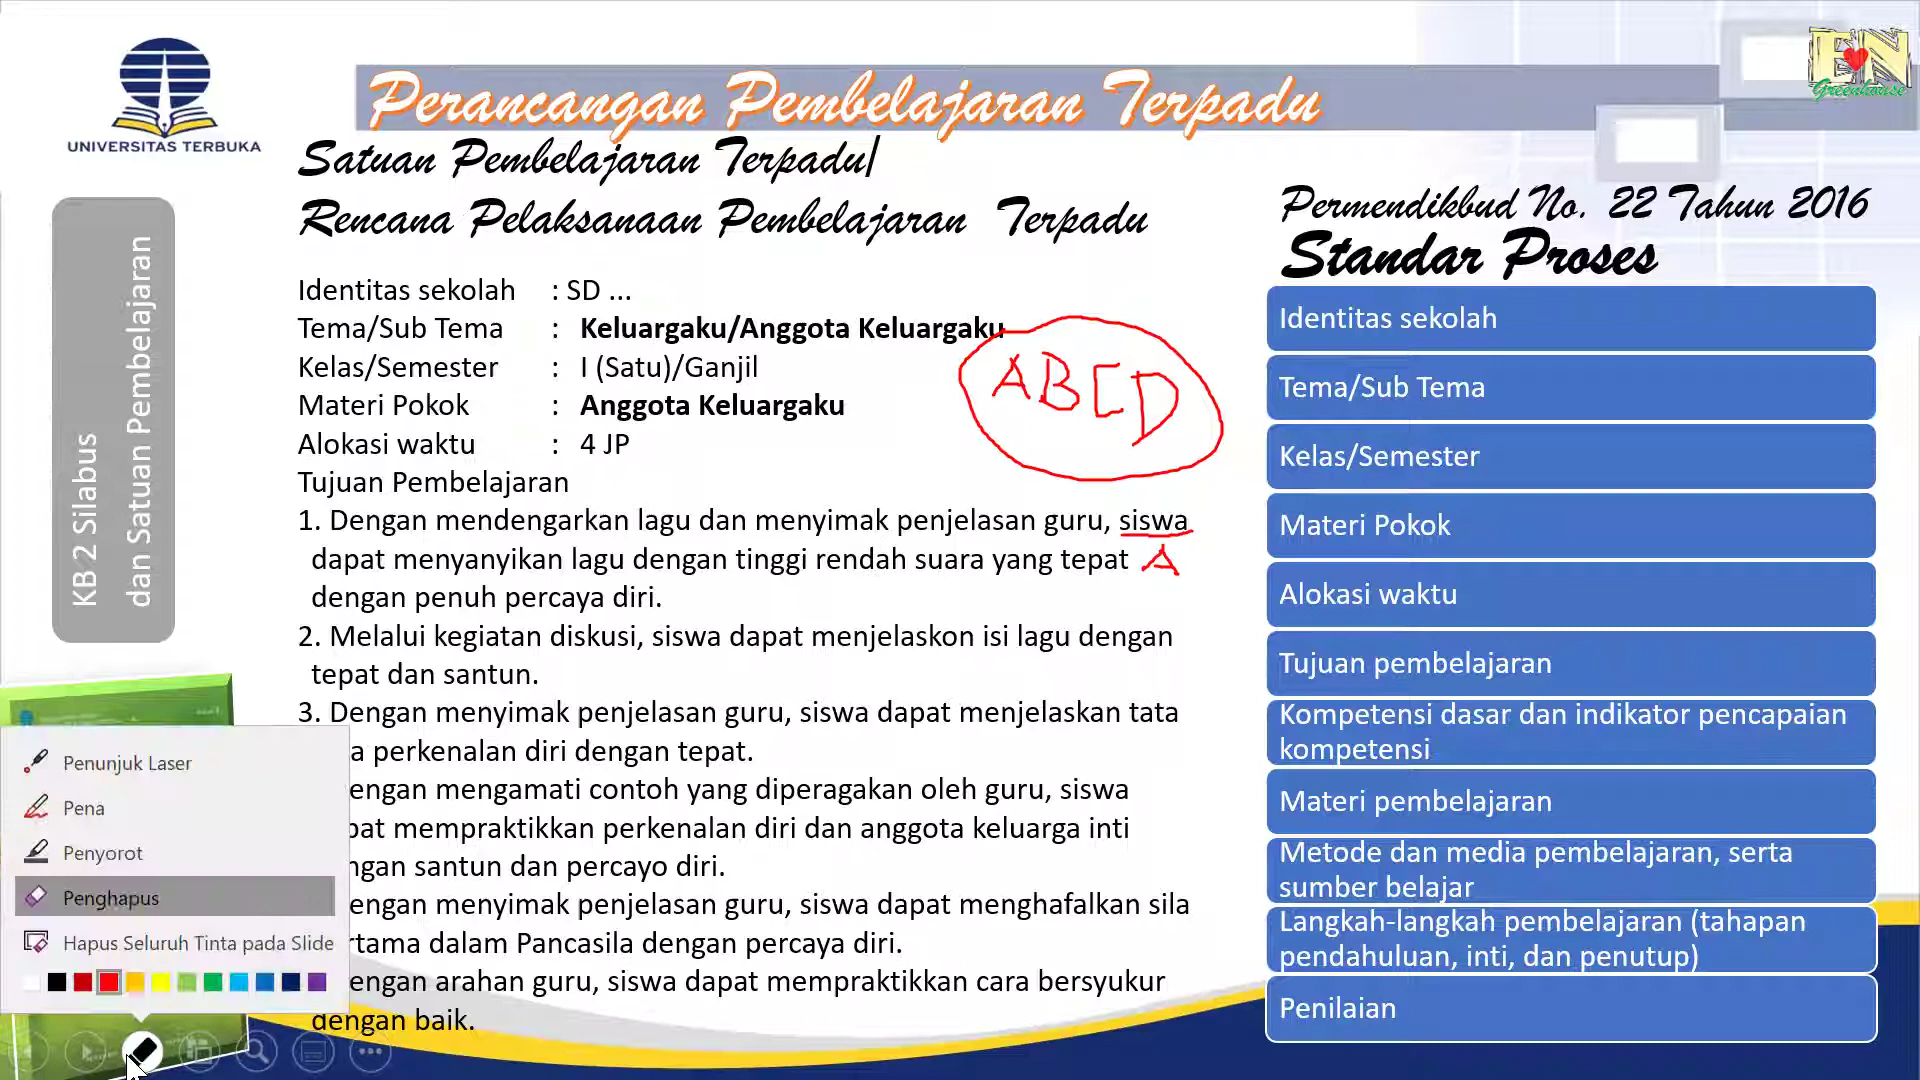 UNIVERSITAS TERBUKA
Perancangan Pembelajaran Terpadu
EN
Greenhouse
Satuan Pembelajaran Terpadu/
Rencana Pelaksanaan Pembelajaran Terpadu
KB 2 Silabus
dan Satuan Pembelajaran
Identitas sekolah : SD ...
Tema/Sub Tema : Keluargaku/Anggota Keluargaku
Kelas/Semester : I (Satu)/Ganjil
Materi Pokok : Anggota Keluargaku
Alokasi waktu : 4 JP
ABCD
Tujuan Pembelajaran
1. Dengan mendengarkan lagu dan menyimak penjelasan guru, siswa
dapat menyanyikan lagu dengan tinggi rendah suara yang tepat A
dengan penuh percaya diri.
2. Melalui kegiatan diskusi, siswa dapat menjelaskon isi lagu dengan
tepat dan santun.
3. Dengan menyimak penjelasan guru, siswa dapat menjelaskan tata
a perkenalan diri dengan tepat.
engan mengamati contoh yang diperagakan oleh guru, siswa
pat mempraktikkan perkenalan diri dan anggota keluarga inti
ngan santun dan percayo diri.
engan menyimak penjelasan guru, siswa dapat menghafalkan sila
rtama dalam Pancasila dengan percaya diri.
engan arahan guru, siswa dapat mempraktikkan cara bersyukur
dengan baik.
Permendikbud No. 22 Tahun 2016
Standar Proses
Identitas sekolah
Tema/Sub Tema
Kelas/Semester
Materi Pokok
Alokasi waktu
Tujuan pembelajaran
Kompetensi dasar dan indikator pencapaian
kompetensi
Materi pembelajaran
Metode dan media pembelajaran, serta
sumber belajar
Langkah-langkah pembelajaran (tahapan
pendahuluan, inti, dan penutup)
Penilaian
Penunjuk Laser
Pena
Penyorot
Penghapus
Hapus Seluruh Tinta pada Slide